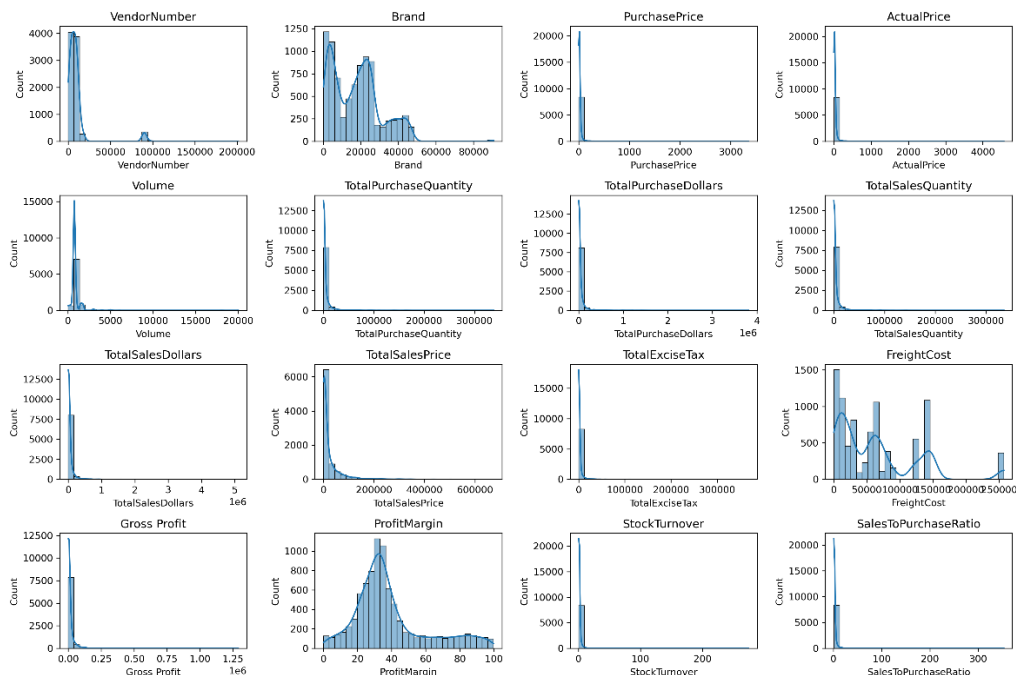 VendorNumber Brand PurchasePrice ActualPrice
Count 4000 3000 2000 1000 0
0 50000 100000 150000 200000
VendorNumber
Count 1250 1000 750 500 250 0
0 20000 40000 60000 80000
Brand
Count 20000 15000 10000 5000 0
0 1000 2000 3000
PurchasePrice
Count 20000 15000 10000 5000 0
0 1000 2000 3000 4000
ActualPrice
Volume TotalPurchaseQuantity TotalPurchaseDollars TotalSalesQuantity
Count 15000 10000 5000 0
0 5000 10000 15000 20000
Volume
Count 12500 10000 7500 5000 2500 0
0 100000 200000 300000
TotalPurchaseQuantity
Count 12500 10000 7500 5000 2500 0
0 1 2 3 4
TotalPurchaseDollars 1e6
Count 12500 10000 7500 5000 2500 0
0 100000 200000 300000
TotalSalesQuantity
TotalSalesDollars TotalSalesPrice TotalExciseTax FreightCost
Count 12500 10000 7500 5000 2500 0
0 1 2 3 4 5
TotalSalesDollars 1e6
Count 6000 4000 2000 0
0 200000 400000 600000
TotalSalesPrice
Count 15000 10000 5000 0
0 100000 200000 300000
TotalExciseTax
Count 1500 1000 500 0
0
FreightCost
Gross Profit ProfitMargin StockTurnover SalesToPurchaseRatio
Count 12500 10000 7500 5000 2500 0
0.00 0.25 0.50 0.75 1.00 1.25
Gross Profit 1e6
Count 1000 800 600 400 200 0
0 20 40 60 80 100
ProfitMargin
Count 20000 15000 10000 5000 0
0 100 200
StockTurnover
Count 20000 15000 10000 5000 0
0 100 200 300
SalesToPurchaseRatio